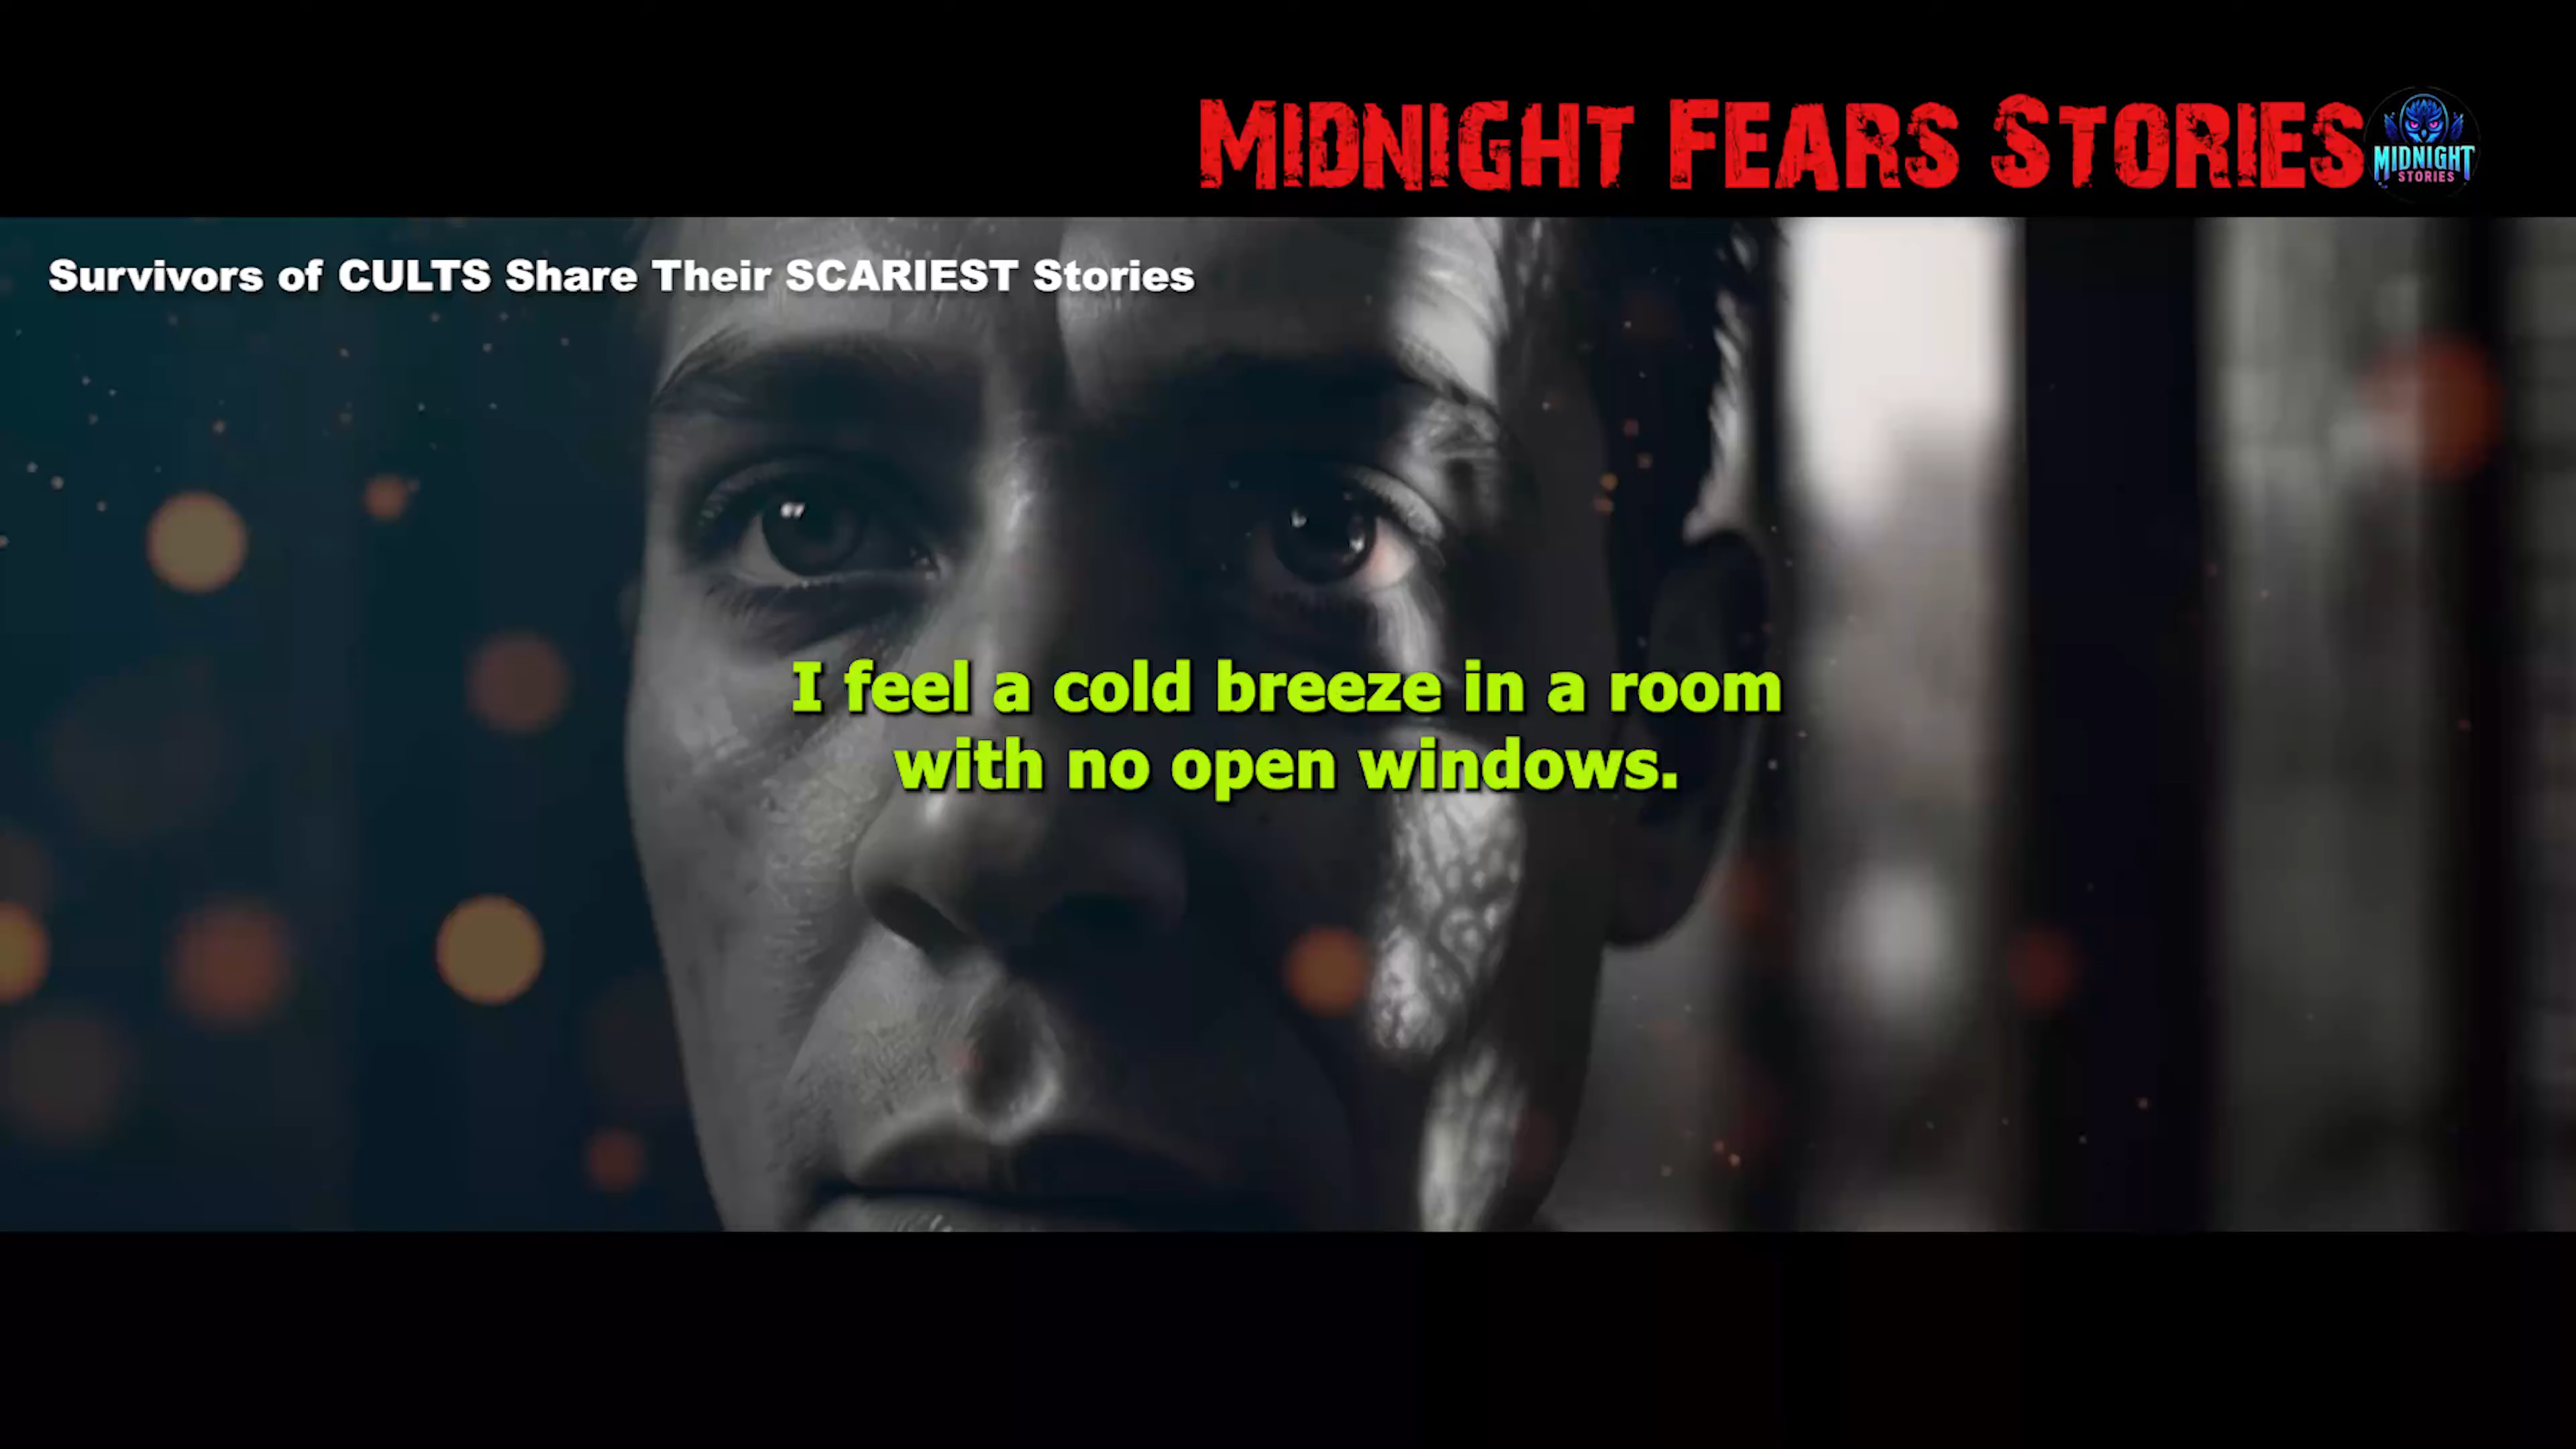 MIDNIGHT FEARS STORIES
MIDNIGHT
STORIES
Survivors of CULTS Share Their SCARIEST Stories
I feel a cold breeze in a room
with no open windows.